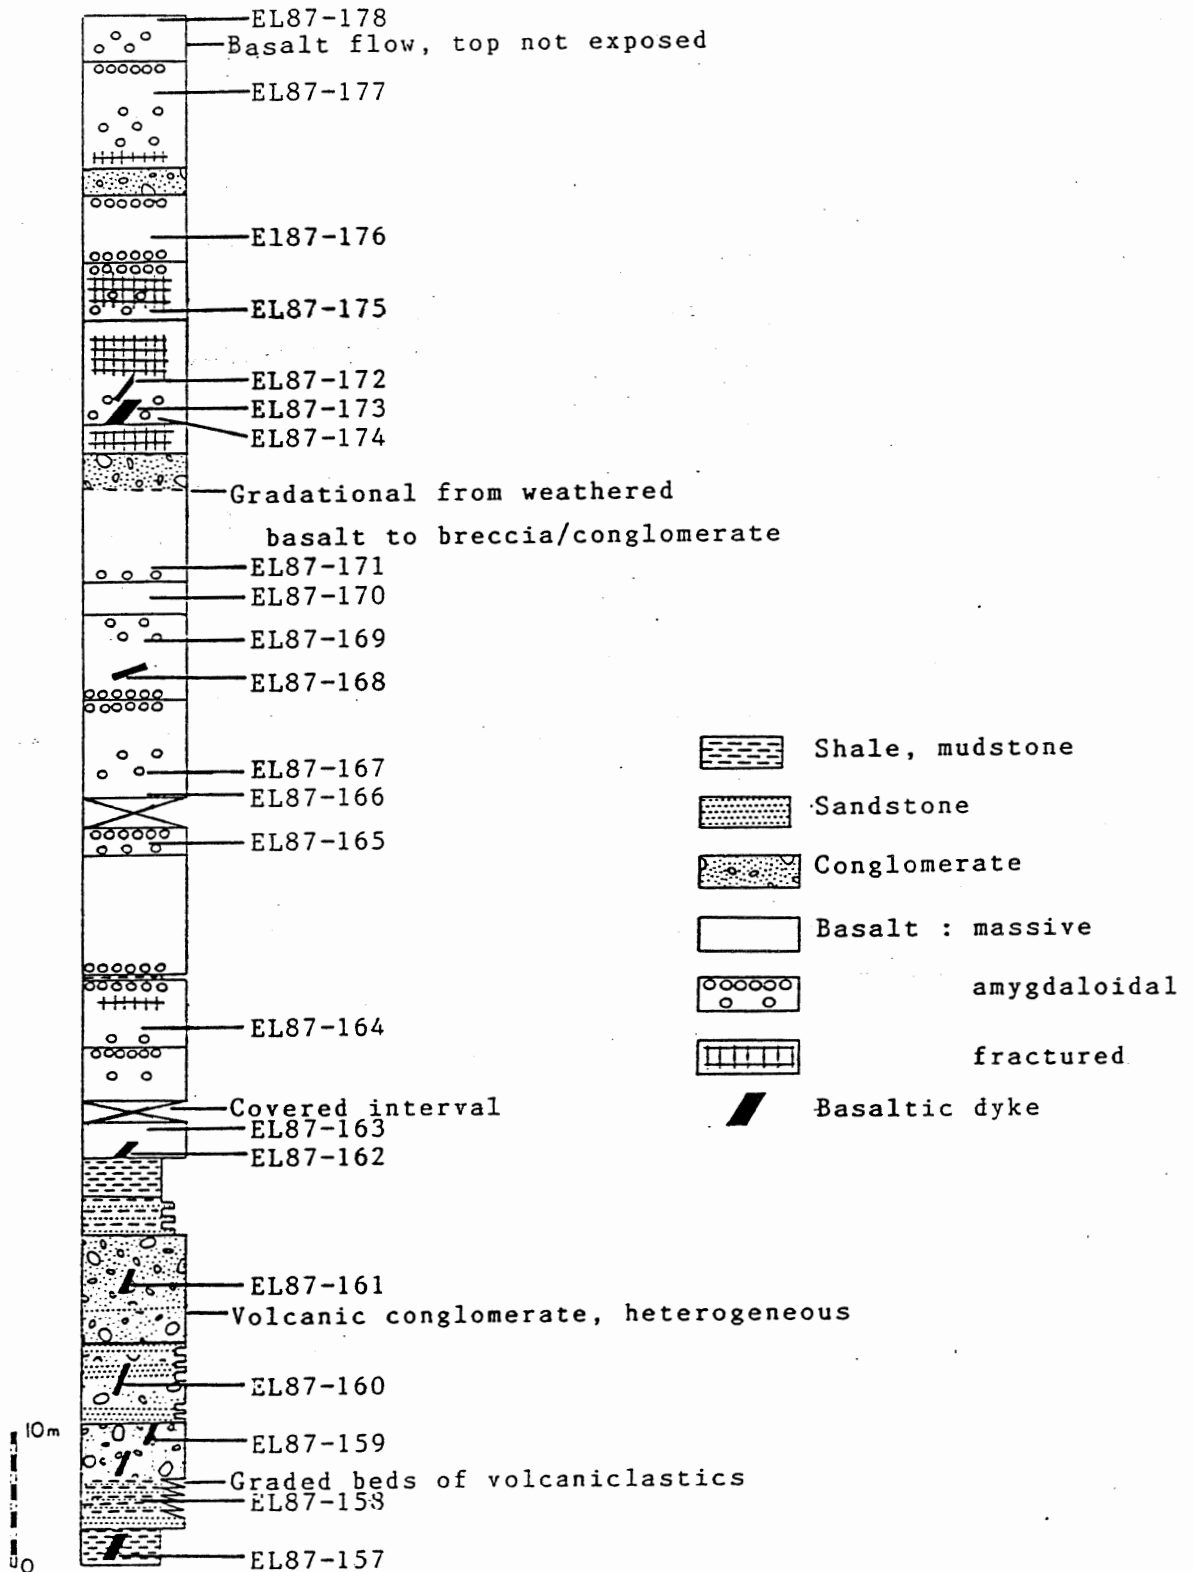 EL87-178
Basalt flow, top not exposed
EL87-177
E187-176
EL87-175
EL87-172
EL87-173
EL87-174
Gradational from weathered
basalt to breccia/conglomerate
EL87-171
EL87-170
EL87-169
EL87-168
EL87-167
EL87-166
EL87-165
EL87-164
Covered interval
EL87-163
EL87-162
EL87-161
Volcanic conglomerate, heterogeneous
EL87-160
EL87-159
Graded beds of volcaniclastics
EL87-158
EL87-157
10m
0
Shale, mudstone
Sandstone
Conglomerate
Basalt : massive
amygdaloidal
fractured
Basaltic dyke